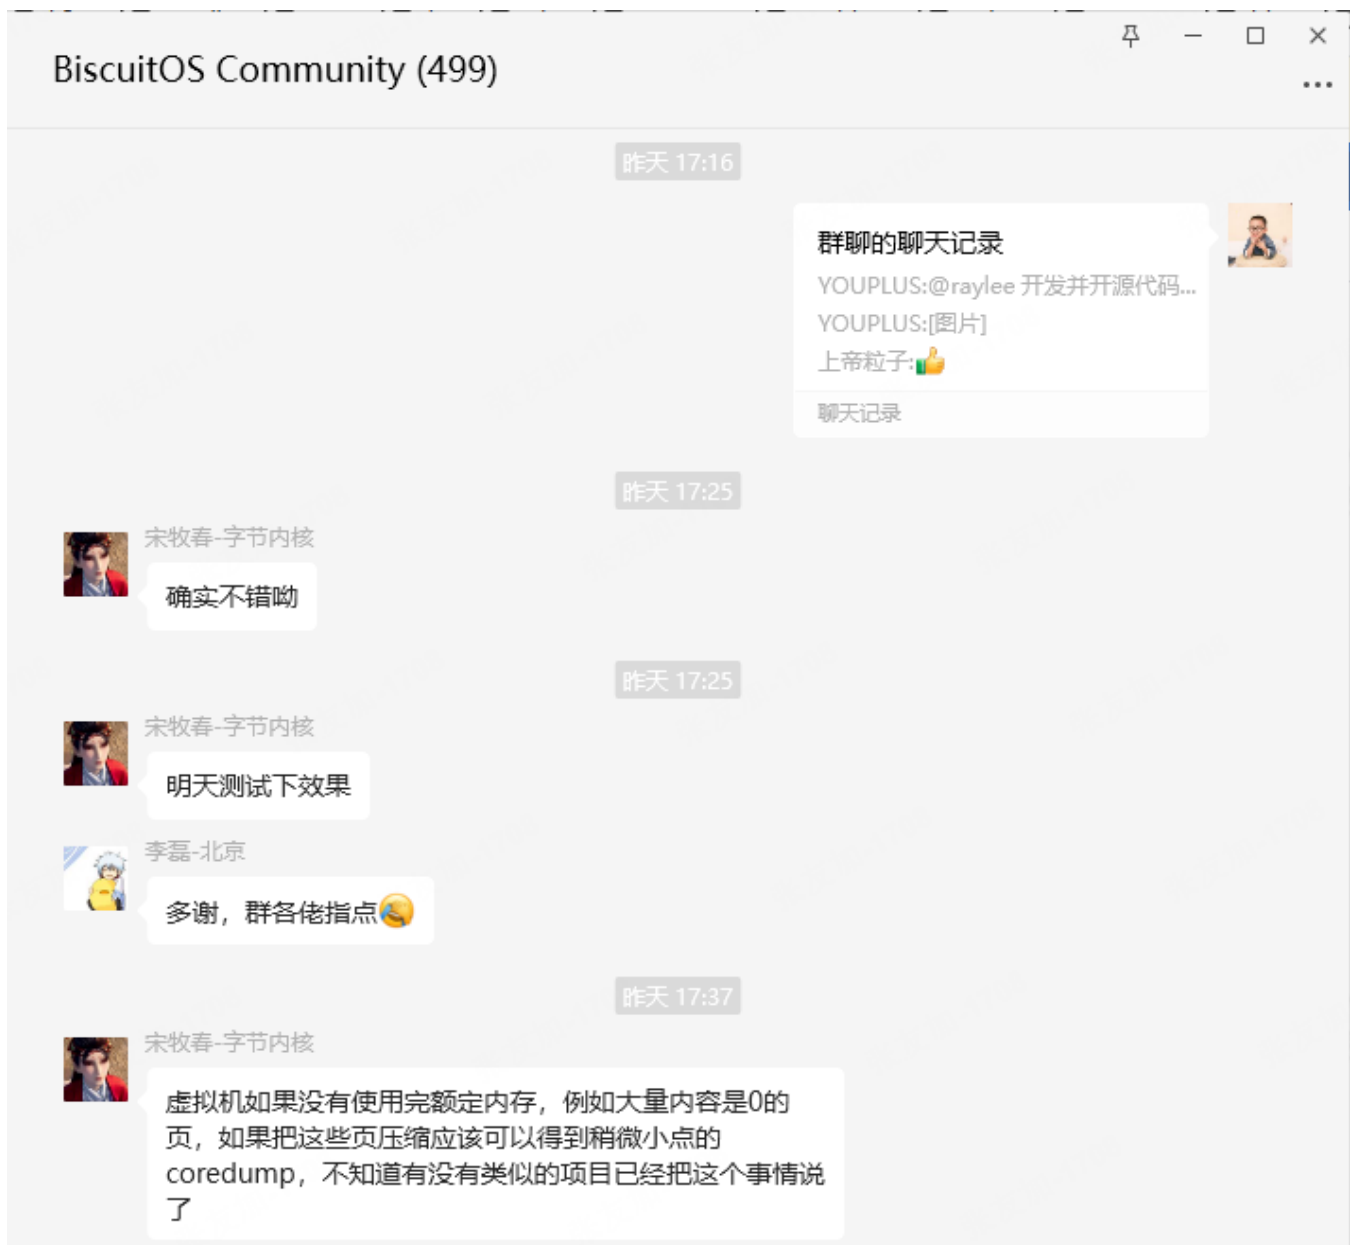 BiscuitOS Community (499)
昨天 17:16
群聊的聊天记录
YOUPLUS:@raylee 开发并开源代码...
YOUPLUS:[图片]
上帝粒子:👍
聊天记录
昨天 17:25
宋牧春-字节内核
确实不错呦
昨天 17:25
宋牧春-字节内核
明天测试下效果
李磊-北京
多谢，群各佬指点
昨天 17:37
宋牧春-字节内核
虚拟机如果没有使用完额定内存，例如大量内容是0的
页，如果把这些页压缩应该可以得到稍微小点的
coredump，不知道有没有类似的项目已经把这个事情说
了